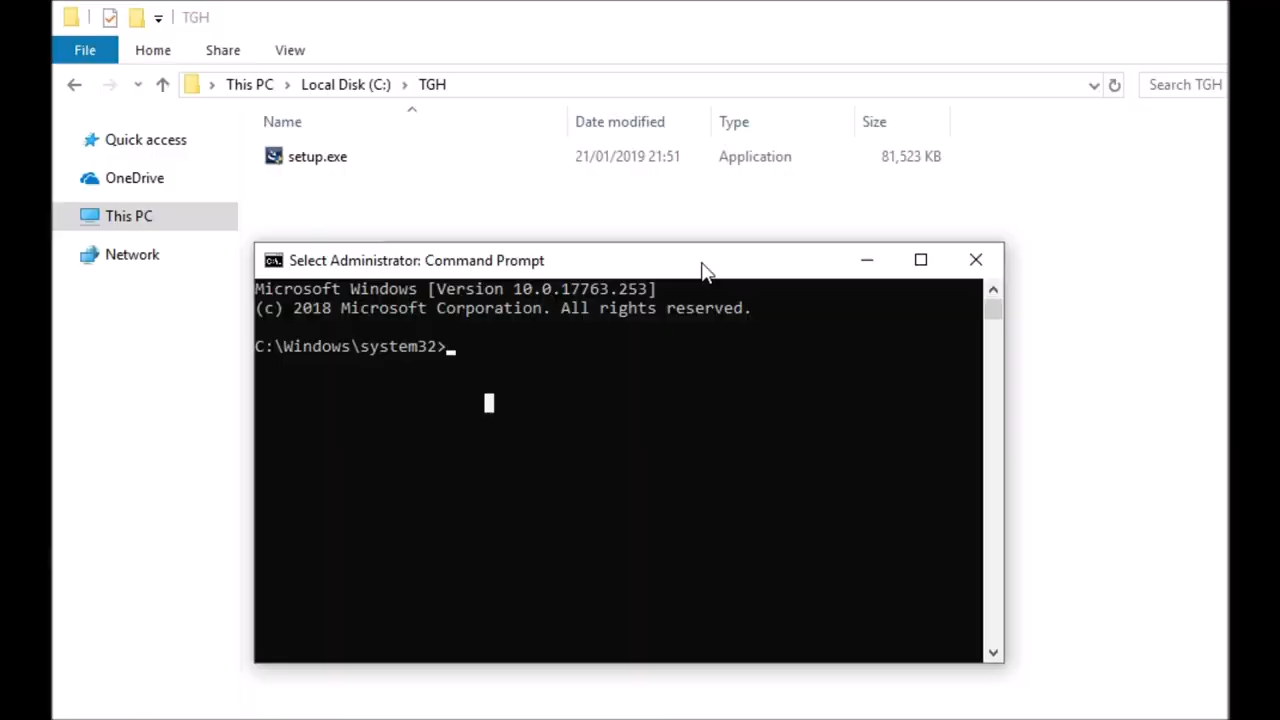 TGH
File Home Share View
This PC Local Disk (C:) TGH Search TGH
Name Date modified Type Size
Quick access
setup.exe 21/01/2019 21:51 Application 81,523 KB
OneDrive
This PC
Network
C:\. Select Administrator: Command Prompt
Microsoft Windows [Version 10.0.17763.253]
(c) 2018 Microsoft Corporation. All rights reserved.
C:\Windows\system32>